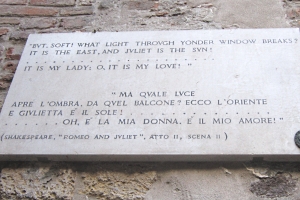 "BVT, SOFT! WHAT LIGHT THROVGH YONDER WINDOW BREAKS?
IT IS THE EAST, AND JVLIET IS THE SVN!
. . . . . . . . . . . . . . . . . . . .
IT IS MY LADY; O, IT IS MY LOVE! "
" MA QVALE LVCE
APRE L'OMBRA, DA QVEL BALCONE? ECCO L'ORIENTE
E GIVLIETTA É IL SOLE! . . . . . . . . . .
. . . . . . . OH, É LA MIA DONNA, É IL MIO AMORE!"
(SHAKESPEARE, "ROMEO AND JVLIET", ATTO II, SCENA II)